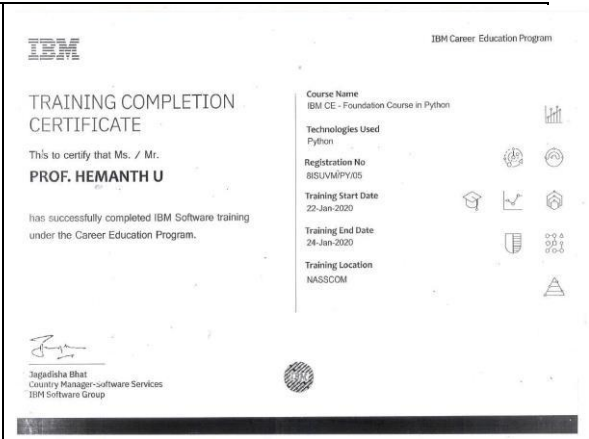 IBM
IBM Career Education Program
TRAINING COMPLETION
CERTIFICATE
This to certify that Ms. / Mr.
PROF. HEMANTH U
has successfully completed IBM Software training
under the Career Education Program.
Jagadisha Bhat
Country Manager-Software Services
IBM Software Group
Course Name
IBM CE - Foundation Course in Python
Technologies Used
Python
Registration No
8ISUVM/PY/05
Training Start Date
22-Jan-2020
Training End Date
24-Jan-2020
Training Location
NASSCOM